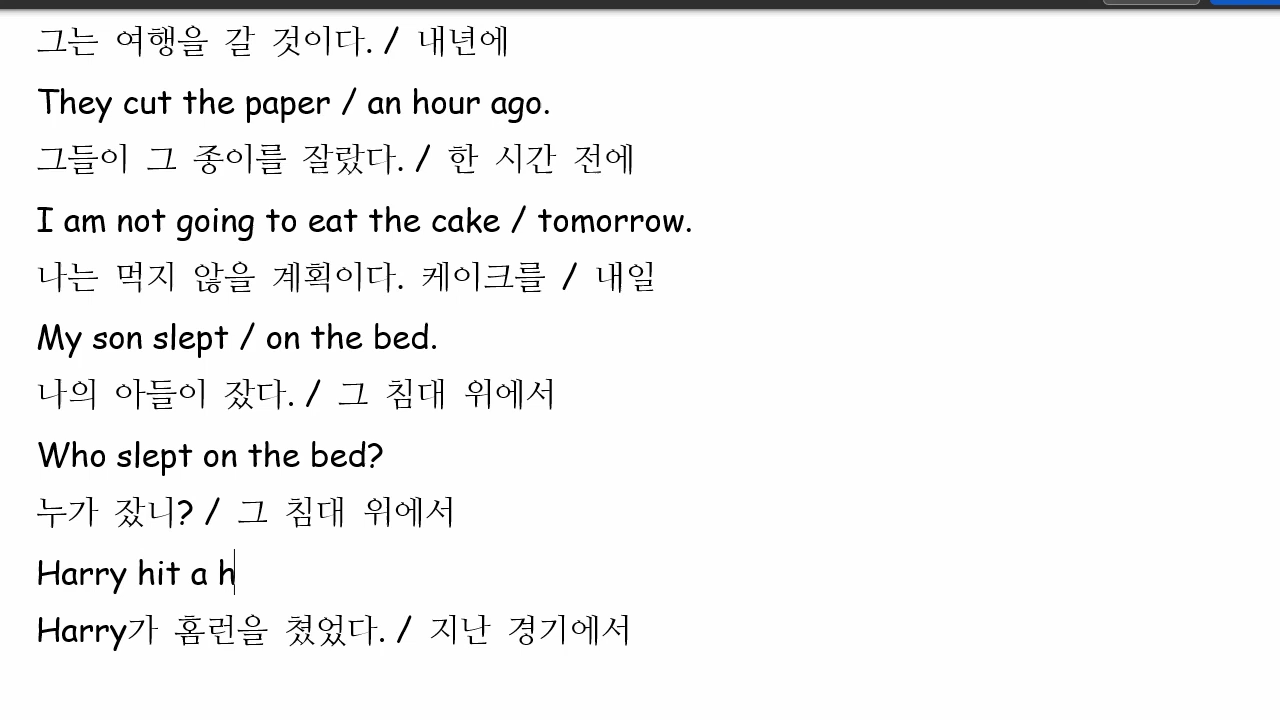 그는 여행을 갈 것이다. / 내년에
They cut the paper / an hour ago.
그들이 그 종이를 잘랐다. / 한 시간 전에
I am not going to eat the cake / tomorrow.
나는 먹지 않을 계획이다. 케이크를 / 내일
My son slept / on the bed.
나의 아들이 잤다. / 그 침대 위에서
Who slept on the bed?
누가 잤니? / 그 침대 위에서
Harry hit a h
Harry가 홈런을 쳤었다. / 지난 경기에서